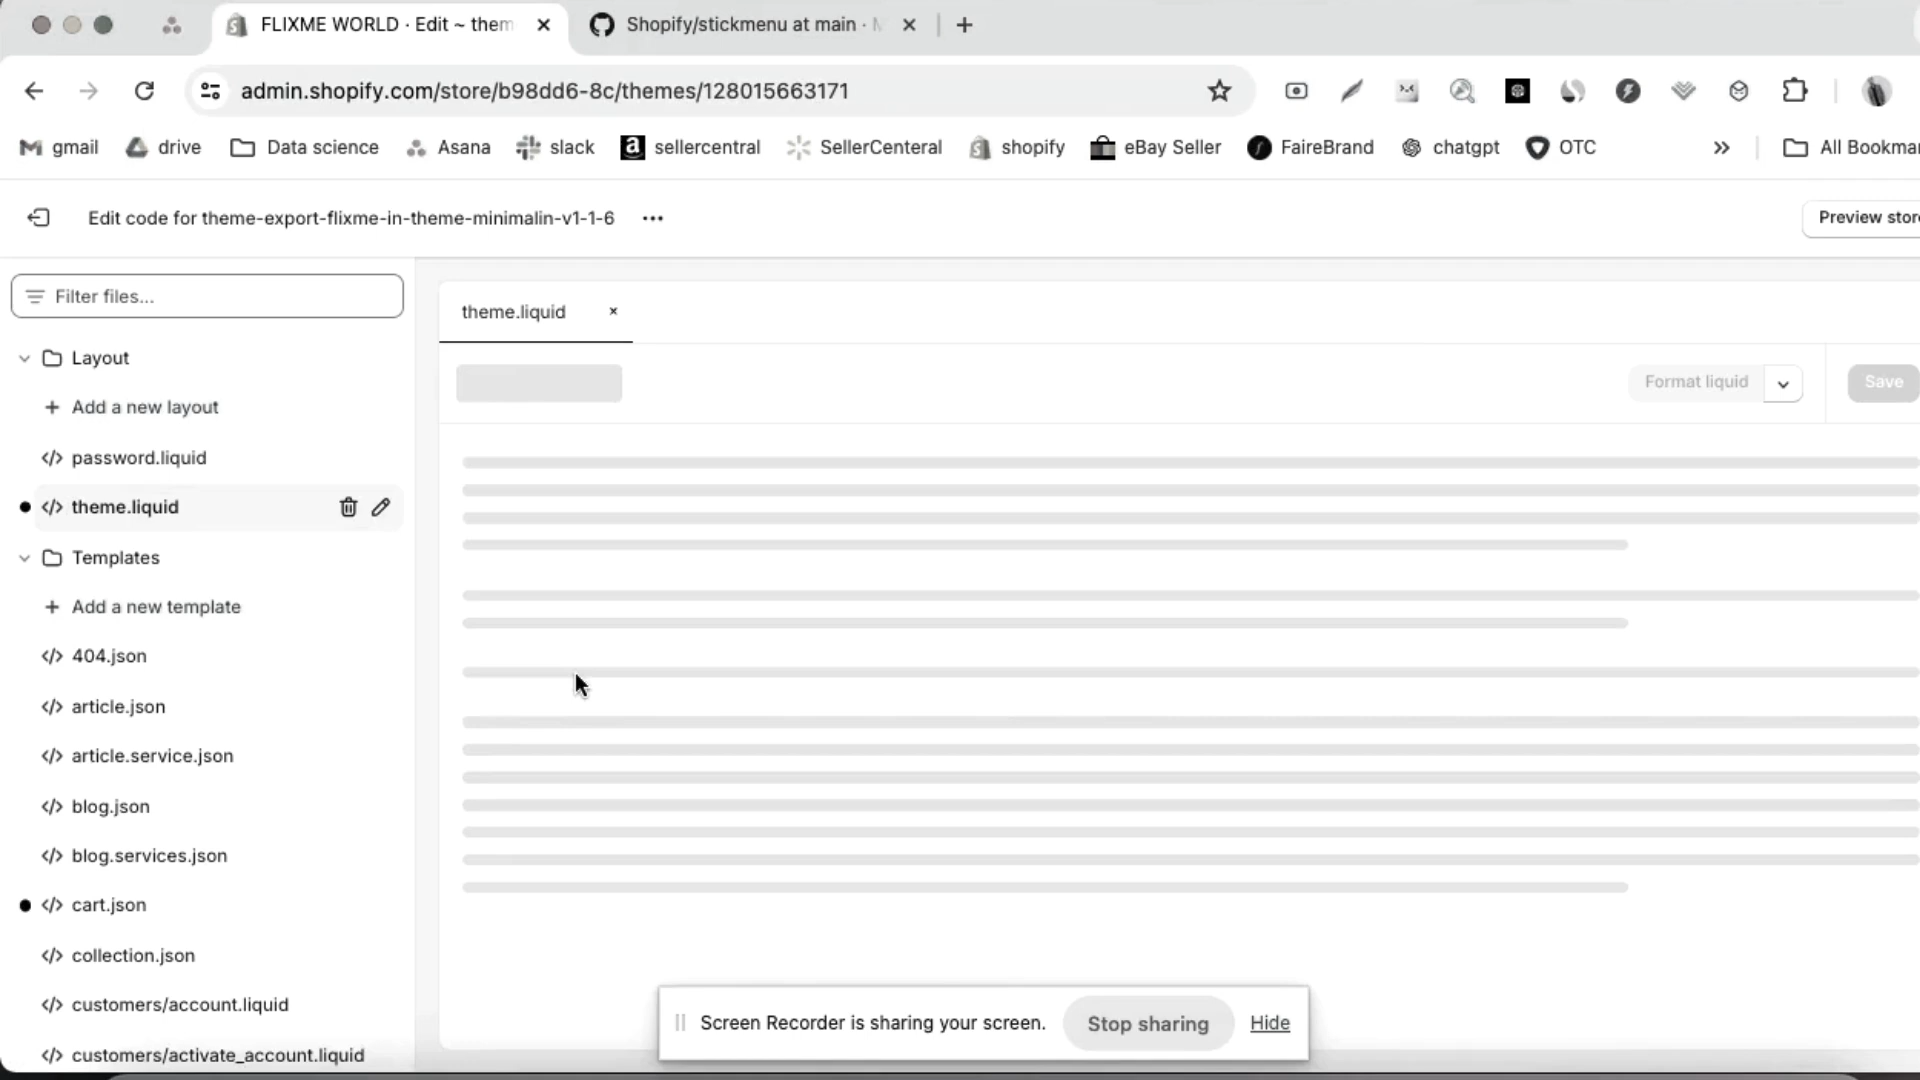 FLIXME WORLD · Edit ~ them
Shopify/stickmenu at main ·
admin.shopify.com/store/b98dd6-8c/themes/128015663171
gmail
drive
Data science
Asana
slack
sellercentral
SellerCenteral
shopify
eBay Seller
FaireBrand
chatgpt
OTC
All Bookmar
Edit code for theme-export-flixme-in-theme-minimalin-v1-1-6
Preview store
Filter files...
theme.liquid
Layout
Format liquid
Save
Add a new layout
password.liquid
theme.liquid
Templates
Add a new template
404.json
article.json
article.service.json
blog.json
blog.services.json
cart.json
collection.json
customers/account.liquid
customers/activate_account.liquid
Screen Recorder is sharing your screen.
Stop sharing
Hide